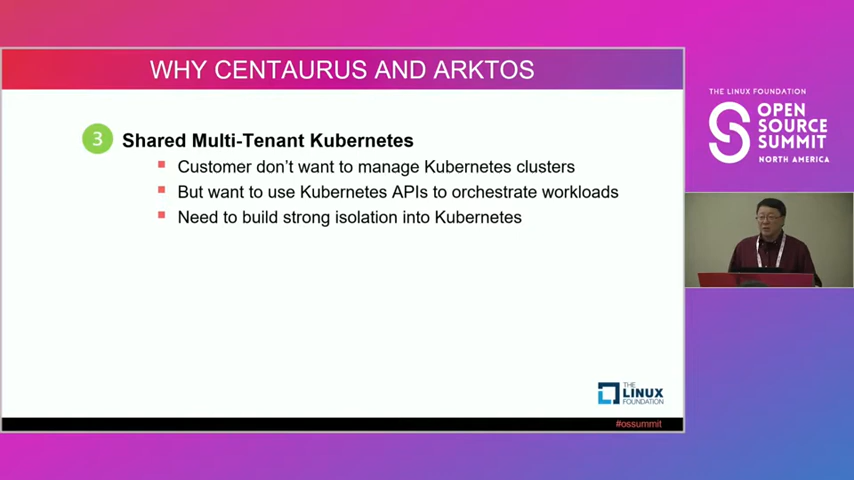 WHY CENTAURUS AND ARKTOS
3 Shared Multi-Tenant Kubernetes
Customer don't want to manage Kubernetes clusters
But want to use Kubernetes APIs to orchestrate workloads
Need to build strong isolation into Kubernetes
THE
LINUX
FOUNDATION
#ossummit
THE LINUX FOUNDATION
OPEN
SOURCE
SUMMIT
NORTH AMERICA